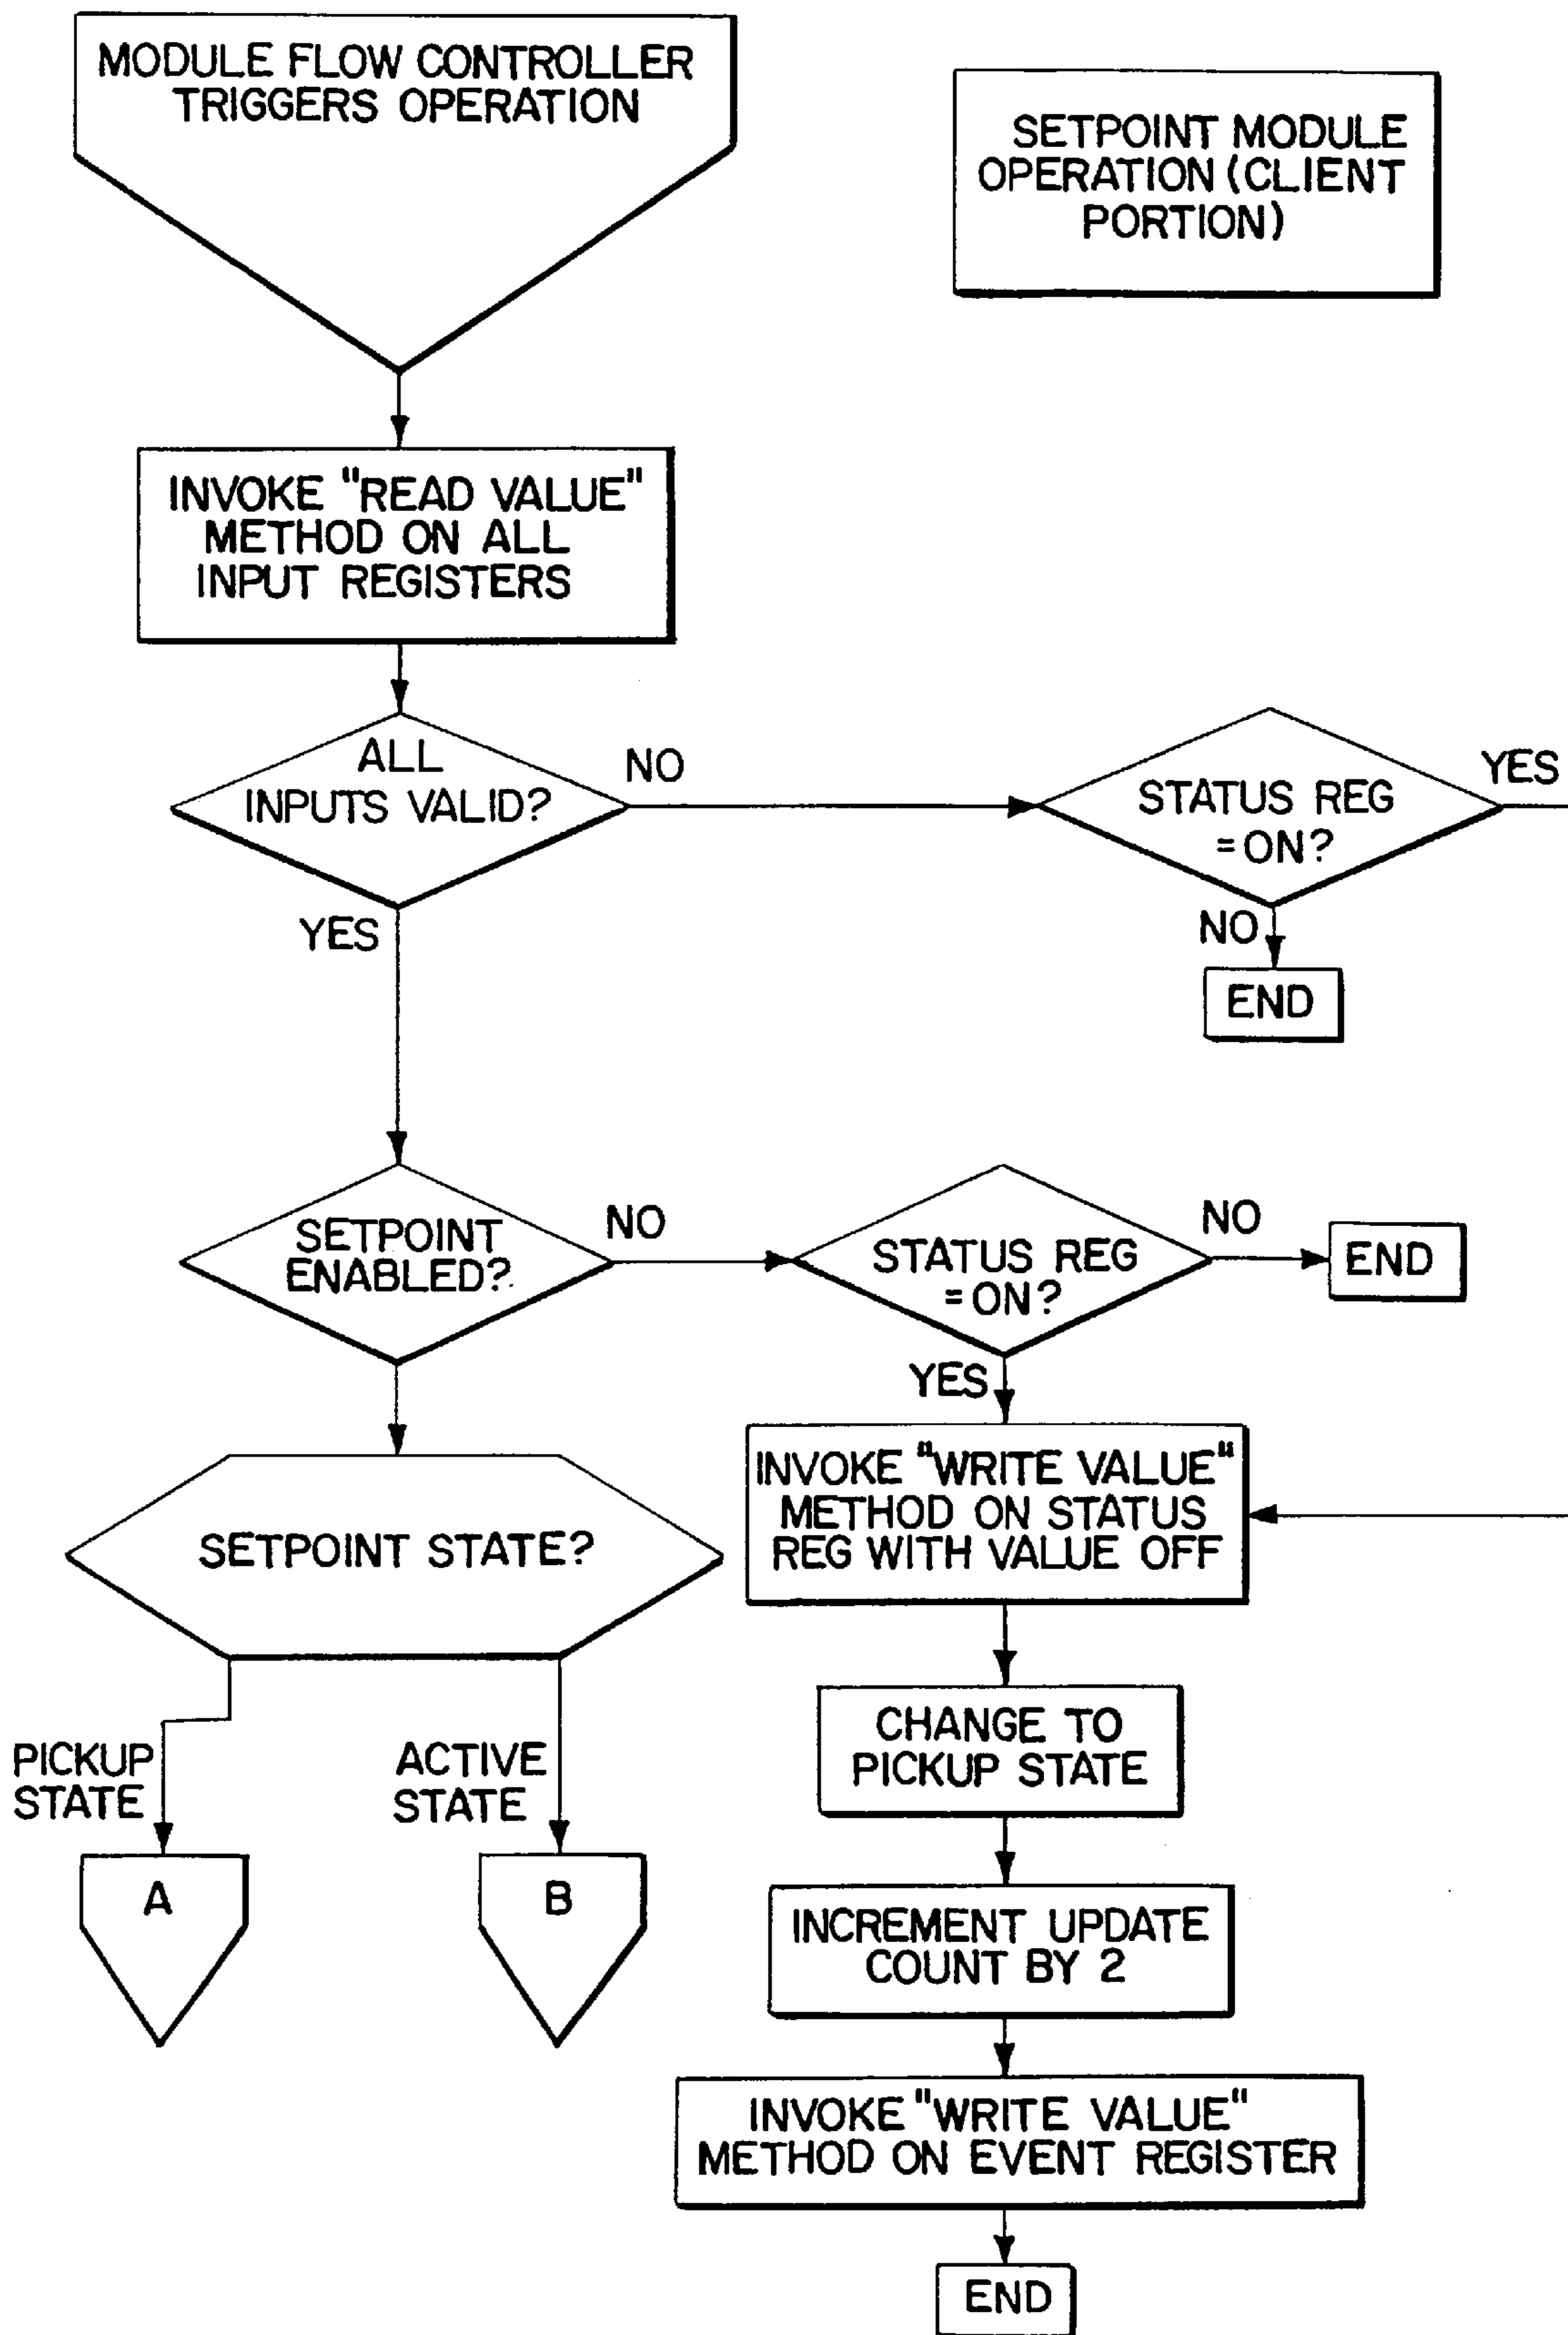 MODULE FLOW CONTROLLER
TRIGGERS OPERATION
SETPOINT MODULE
OPERATION (CLIENT
PORTION)
INVOKE "READ VALUE"
METHOD ON ALL
INPUT REGISTERS
ALL
INPUTS VALID?
NO
STATUS REG
=ON?
YES
NO
END
YES
SETPOINT
ENABLED?
NO
STATUS REG
=ON?
NO
END
YES
INVOKE "WRITE VALUE"
METHOD ON STATUS
REG WITH VALUE OFF
SETPOINT STATE?
PICKUP
STATE
ACTIVE
STATE
A
B
CHANGE TO
PICKUP STATE
INCREMENT UPDATE
COUNT BY 2
INVOKE "WRITE VALUE"
METHOD ON EVENT REGISTER
END